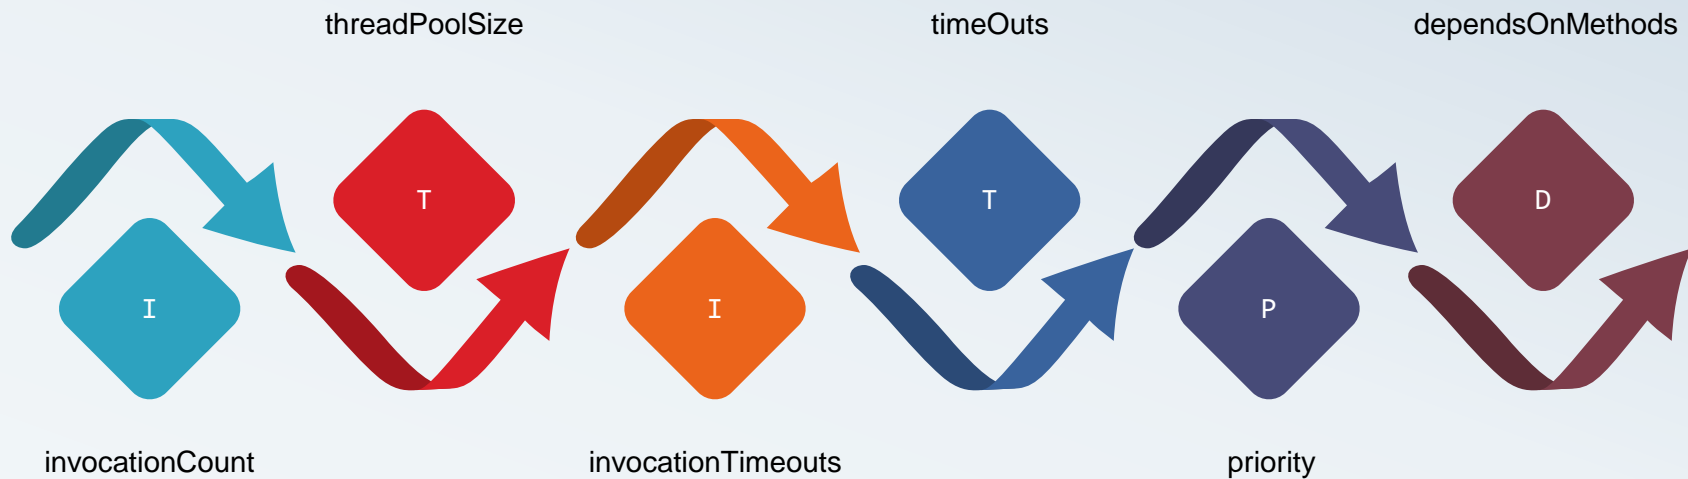 threadPoolSize
timeOuts
dependsOnMethods
T
T
D
I
I
P
invocationCount
invocationTimeouts
priority